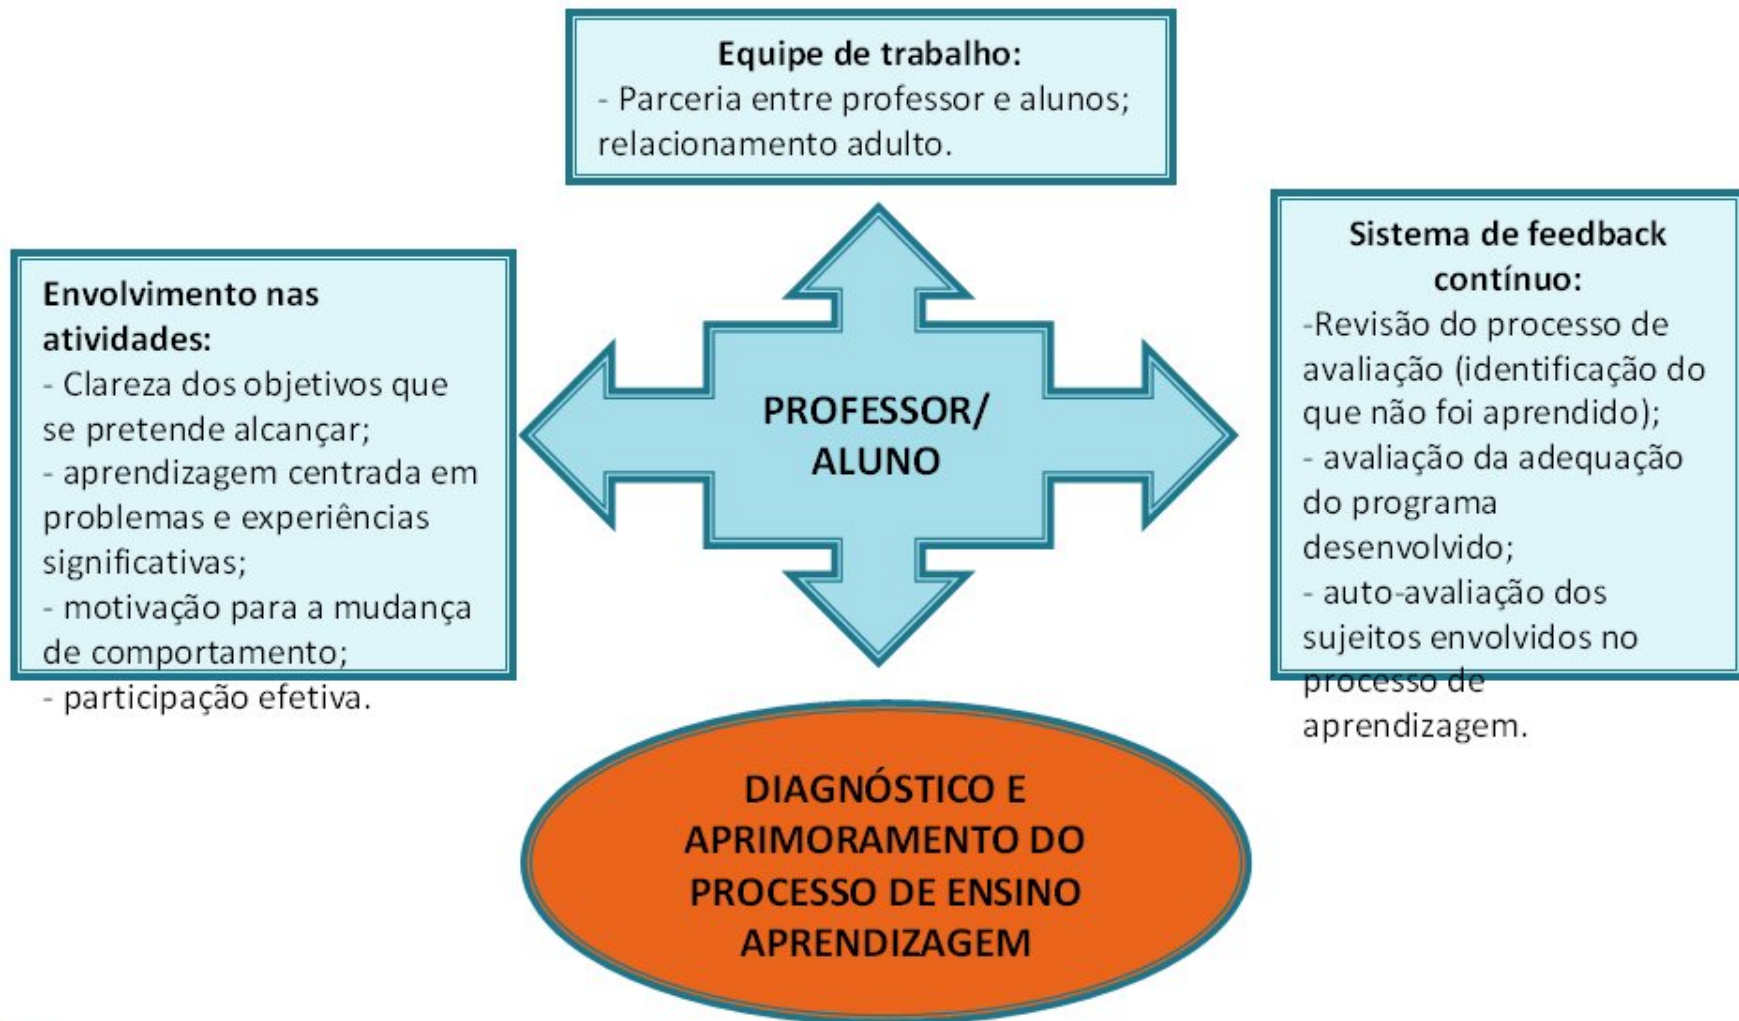 Equipe de trabalho:
- Parceria entre professor e alunos;
relacionamento adulto.
Envolvimento nas
atividades:
- Clareza dos objetivos que
se pretende alcançar;
- aprendizagem centrada em
problemas e experiências
significativas;
- motivação para a mudança
de comportamento;
- participação efetiva.
PROFESSOR/
ALUNO
Sistema de feedback
contínuo:
-Revisão do processo de
avaliação (identificação do
que não foi aprendido);
- avaliação da adequação
do programa
desenvolvido;
- auto-avaliação dos
sujeitos envolvidos no
processo de
aprendizagem.
DIAGNÓSTICO E
APRIMORAMENTO DO
PROCESSO DE ENSINO
APRENDIZAGEM